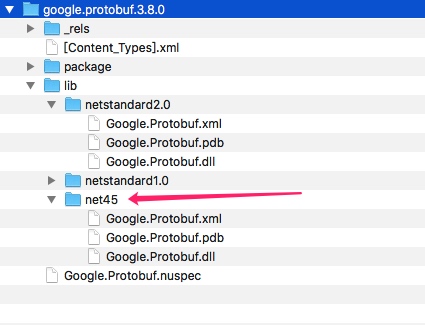 google.protobuf.3.8.0
_rels
[Content_Types].xml
package
lib
netstandard2.0
Google.Protobuf.xml
Google.Protobuf.pdb
Google.Protobuf.dll
netstandard1.0
net45
Google.Protobuf.xml
Google.Protobuf.pdb
Google.Protobuf.dll
Google.Protobuf.nuspec